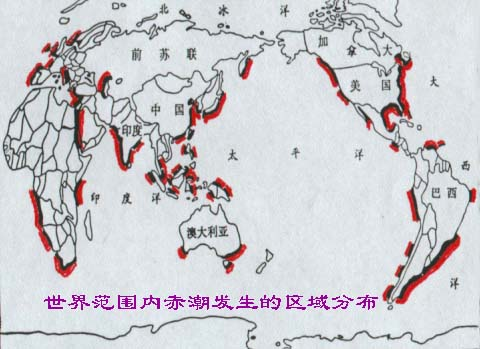 北 冰 洋
前 苏 联
加 拿 大
美 国
大
中 国
印度
太 平 洋
西
印 度 洋
巴 西
澳大利亚
洋
世界范围内赤潮发生的区域分布